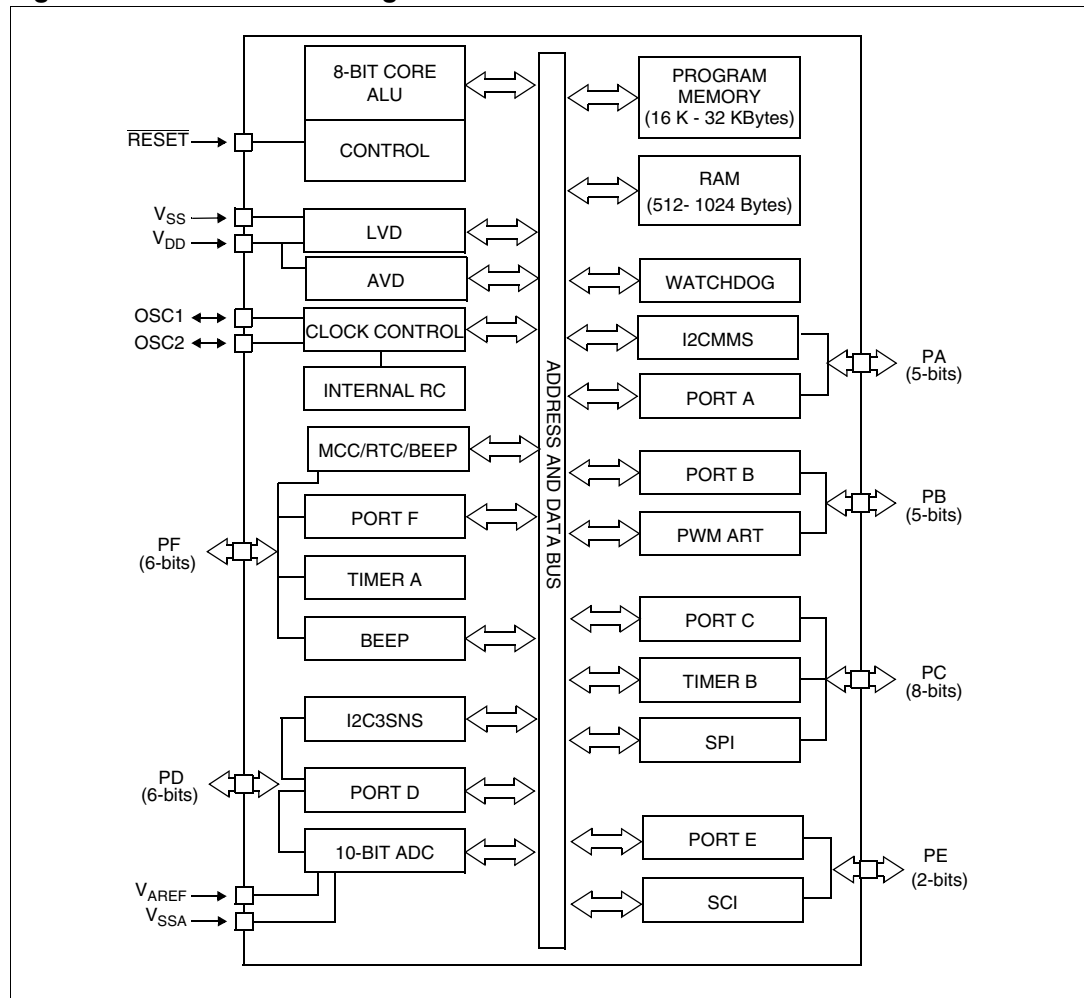 8-BIT CORE
ALU
CONTROL
RESET
VSS
VDD
LVD
AVD
OSC1
OSC2
CLOCK CONTROL
INTERNAL RC
MCC/RTC/BEEP
PORT F
PF
(6-bits)
TIMER A
BEEP
I2C3SNS
PD
(6-bits)
PORT D
10-BIT ADC
VAREF
VSSA
ADDRESS AND DATA BUS
PROGRAM
MEMORY
(16 K - 32 KBytes)
RAM
(512- 1024 Bytes)
WATCHDOG
I2CMMS
PA
(5-bits)
PORT A
PORT B
PB
(5-bits)
PWM ART
PORT C
TIMER B
PC
(8-bits)
SPI
PORT E
PE
(2-bits)
SCI